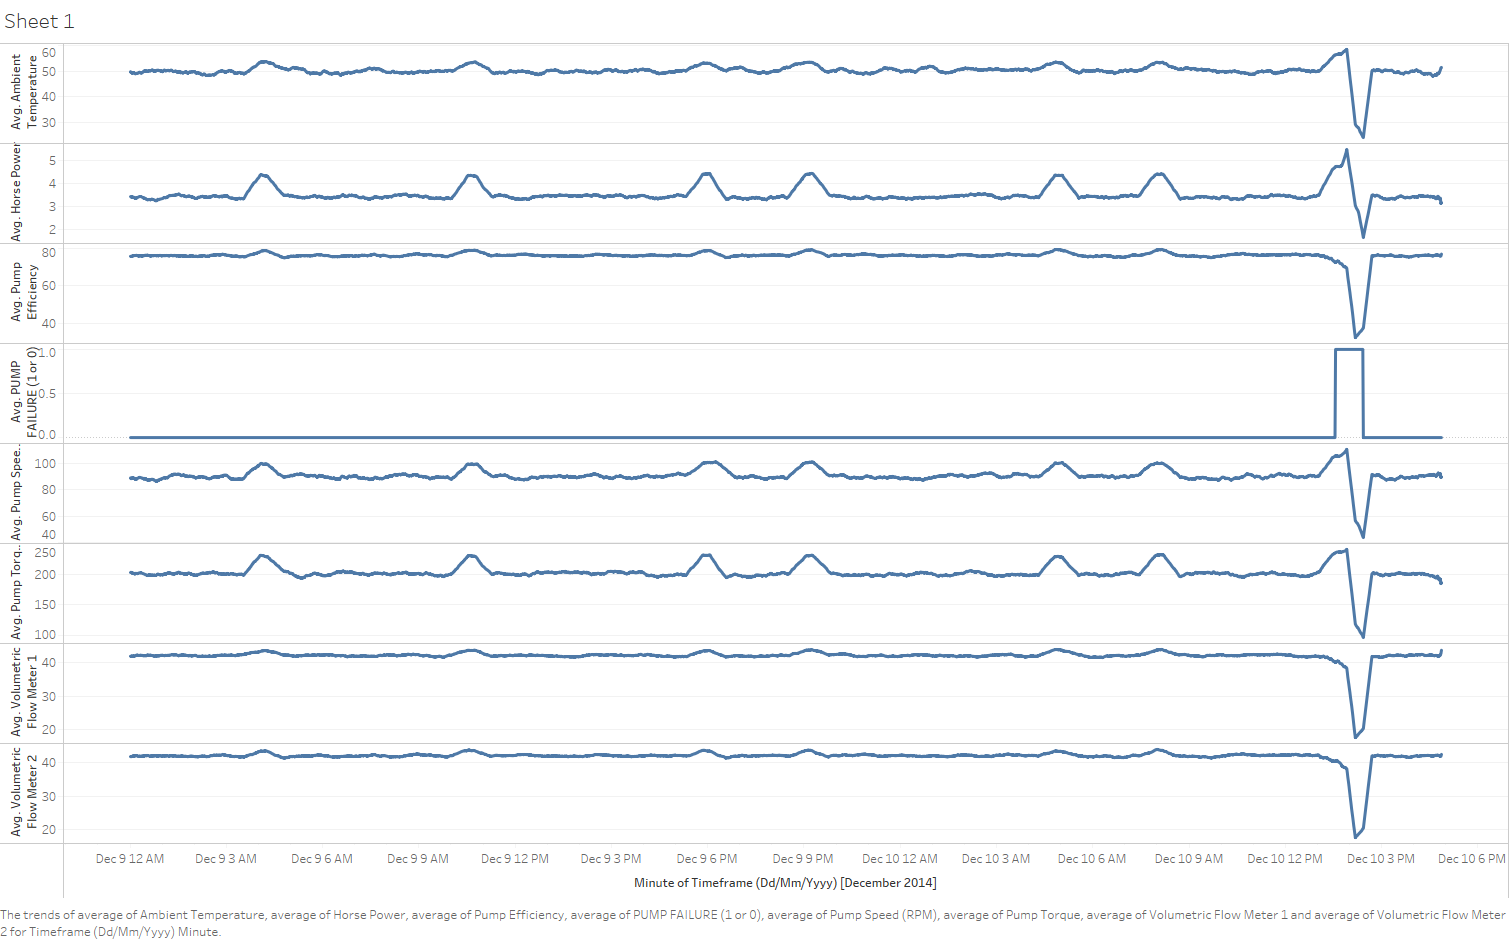 Sheet 1
Avg. Ambient
Temperature
60
50
40
30
Avg. Horse Power
5
4
3
2
Avg. Pump
Efficiency
80
60
40
Avg. PUMP
FAILURE (1 or 0)
1.0
0.5
0.0
Avg. Pump Spee..
100
80
60
40
Avg. Pump Torq..
250
200
150
100
Avg. Volumetric
Flow Meter 1
40
30
20
Avg. Volumetric
Flow Meter 2
40
30
20
Dec 9 12 AM Dec 9 3 AM Dec 9 6 AM Dec 9 9 AM Dec 9 12 PM Dec 9 3 PM Dec 9 6 PM Dec 9 9 PM Dec 10 12 AM Dec 10 3 AM Dec 10 6 AM Dec 10 9 AM Dec 10 12 PM Dec 10 3 PM Dec 10 6 PM
Minute of Timeframe (Dd/Mm/Yyyy) [December 2014]
The trends of average of Ambient Temperature, average of Horse Power, average of Pump Efficiency, average of PUMP FAILURE (1 or 0), average of Pump Speed (RPM), average of Pump Torque, average of Volumetric Flow Meter 1 and average of Volumetric Flow Meter
2 for Timeframe (Dd/Mm/Yyyy) Minute.